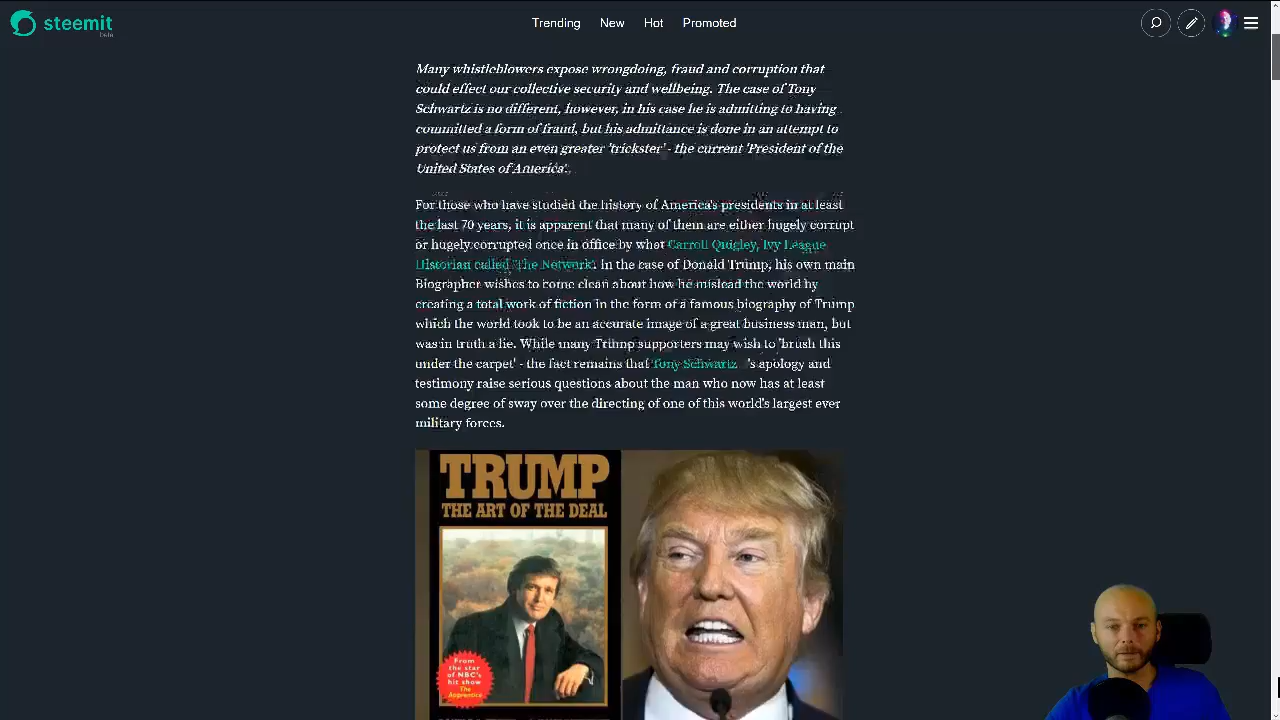 steemit
beta
Trending New Hot Promoted
Many whistleblowers expose wrongdoing, fraud and corruption that
could effect our collective security and wellbeing. The case of Tony
Schwartz is no different, however, in his case he is admitting to having
committed a form of fraud, but his admittance is done in an attempt to
protect us from an even greater 'trickster' - the current 'President of the
United States of America'.
For those who have studied the history of America's presidents in at least
the last 70 years, it is apparent that many of them are either hugely corrupt
or hugely corrupted once in office by what Carroll Quigley, Ivy League
Historian called 'The Network'. In the case of Donald Trump, his own main
Biographer wishes to come clean about how he mislead the world by
creating a total work of fiction in the form of a famous biography of Trump
which the world took to be an accurate image of a great business man, but
was in truth a lie. While many Trump supporters may wish to 'brush this
under the carpet' - the fact remains that Tony Schwartz 's apology and
testimony raise serious questions about the man who now has at least
some degree of sway over the directing of one of this world's largest ever
military forces.
TRUMP
THE ART OF THE DEAL
From
the star
of NBC's
hit show
The
Apprentice